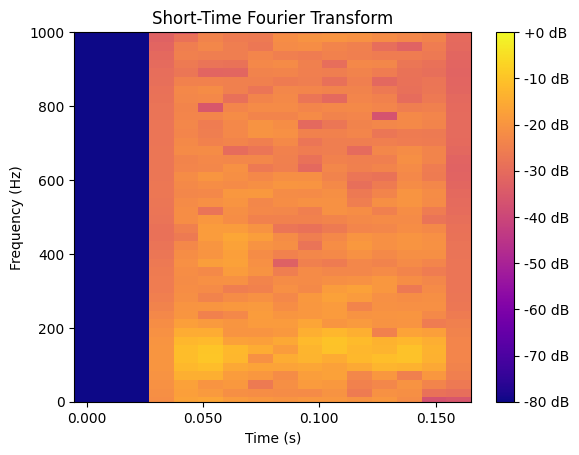 Short-Time Fourier Transform
Frequency (Hz)
1000
800
600
400
200
0
0.000
0.050
0.100
0.150
Time (s)
+0 dB
-10 dB
-20 dB
-30 dB
-40 dB
-50 dB
-60 dB
-70 dB
-80 dB